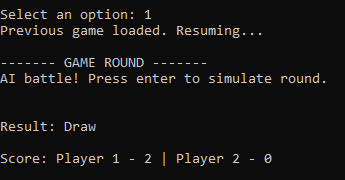 Select an option: 1
Previous game loaded. Resuming...
------- GAME ROUND -------
AI battle! Press enter to simulate round.
Result: Draw
Score: Player 1 - 2 | Player 2 - 0